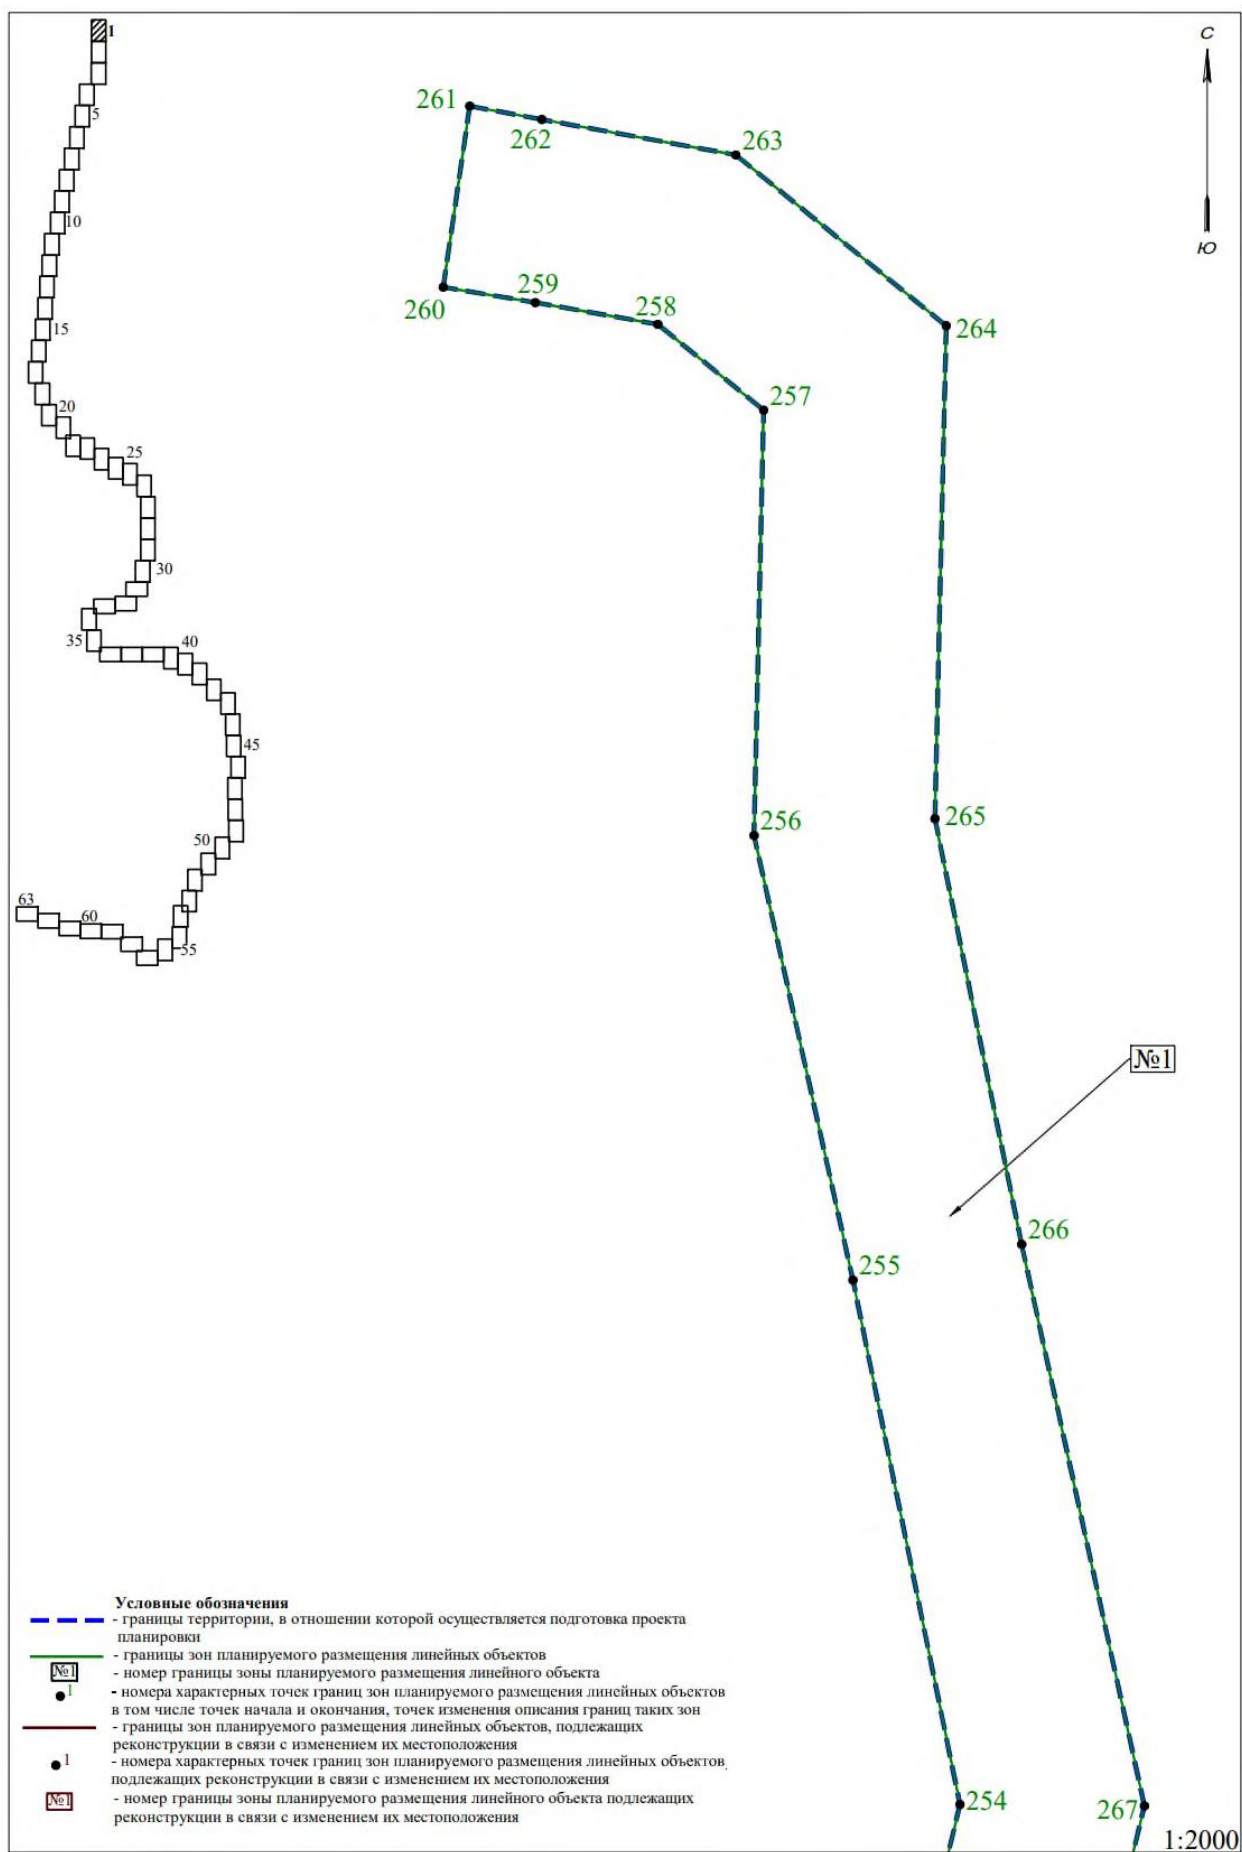 1
С
5
10
15
20
25
30
35
40
45
50
55
60
63
Ю
261
262
263
260
259
258
264
257
256
265
№1
266
255
Условные обозначения
- границы территории, в отношении которой осуществляется подготовка проекта
планировки
- границы зон планируемого размещения линейных объектов
№1 - номер границы зоны планируемого размещения линейного объекта
1 - номера характерных точек границ зон планируемого размещения линейных объектов
в том числе точек начала и окончания, точек изменения описания границ таких зон
- границы зон планируемого размещения линейных объектов, подлежащих
реконструкции в связи с изменением их местоположения
1 - номера характерных точек границ зон планируемого размещения линейных объектов,
подлежащих реконструкции в связи с изменением их местоположения
№1 - номер границы зоны планируемого размещения линейного объекта подлежащих
реконструкции в связи с изменением их местоположения
254
267
1:2000